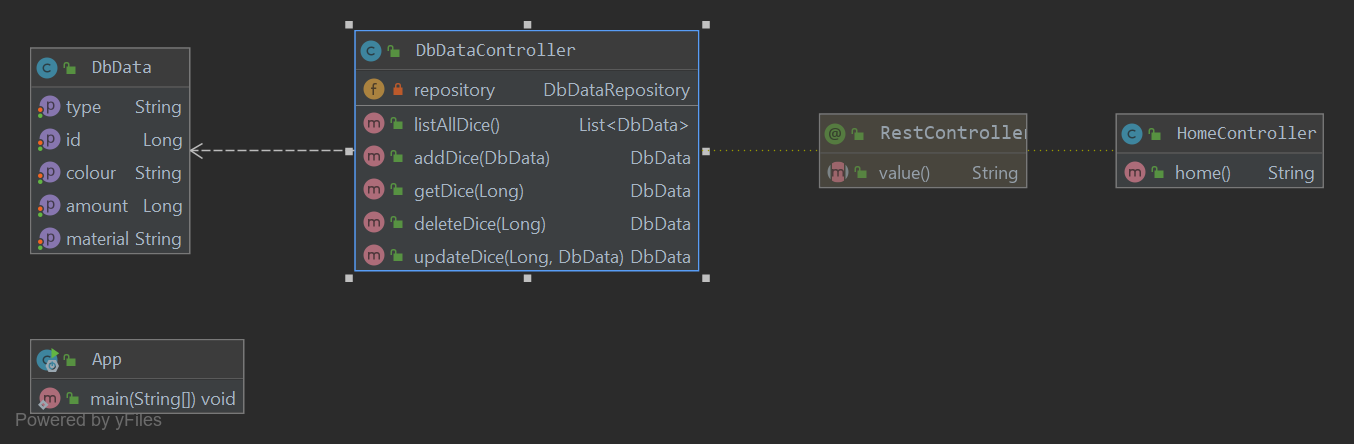 DbData
type String
id Long
colour String
amount Long
material String
DbDataController
repository DbDataRepository
listAllDice() List<DbData>
addDice(DbData) DbData
getDice(Long) DbData
deleteDice(Long) DbData
updateDice(Long, DbData) DbData
RestController
value() String
HomeController
home() String
App
main(String[]) void
Powered by yFiles